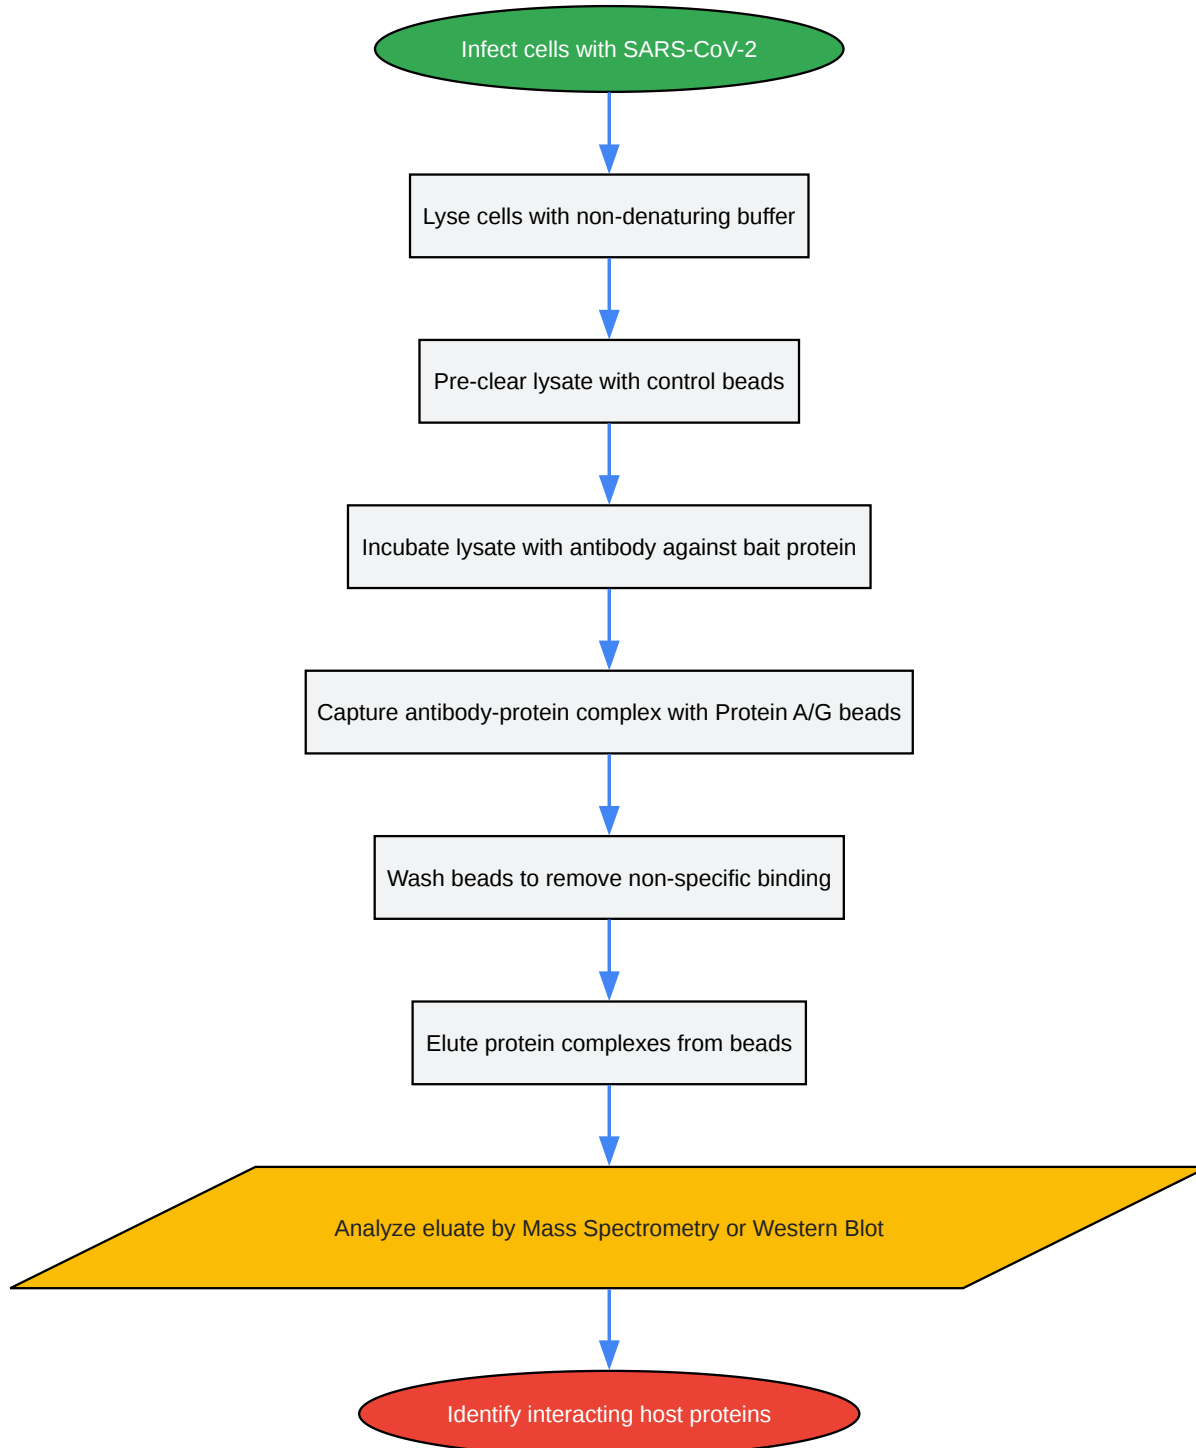 Infect cells with SARS-CoV-2
Lyse cells with non-denaturing buffer
Pre-clear lysate with control beads
Incubate lysate with antibody against bait protein
Capture antibody-protein complex with Protein A/G beads
Wash beads to remove non-specific binding
Elute protein complexes from beads
Analyze eluate by Mass Spectrometry or Western Blot
Identify interacting host proteins